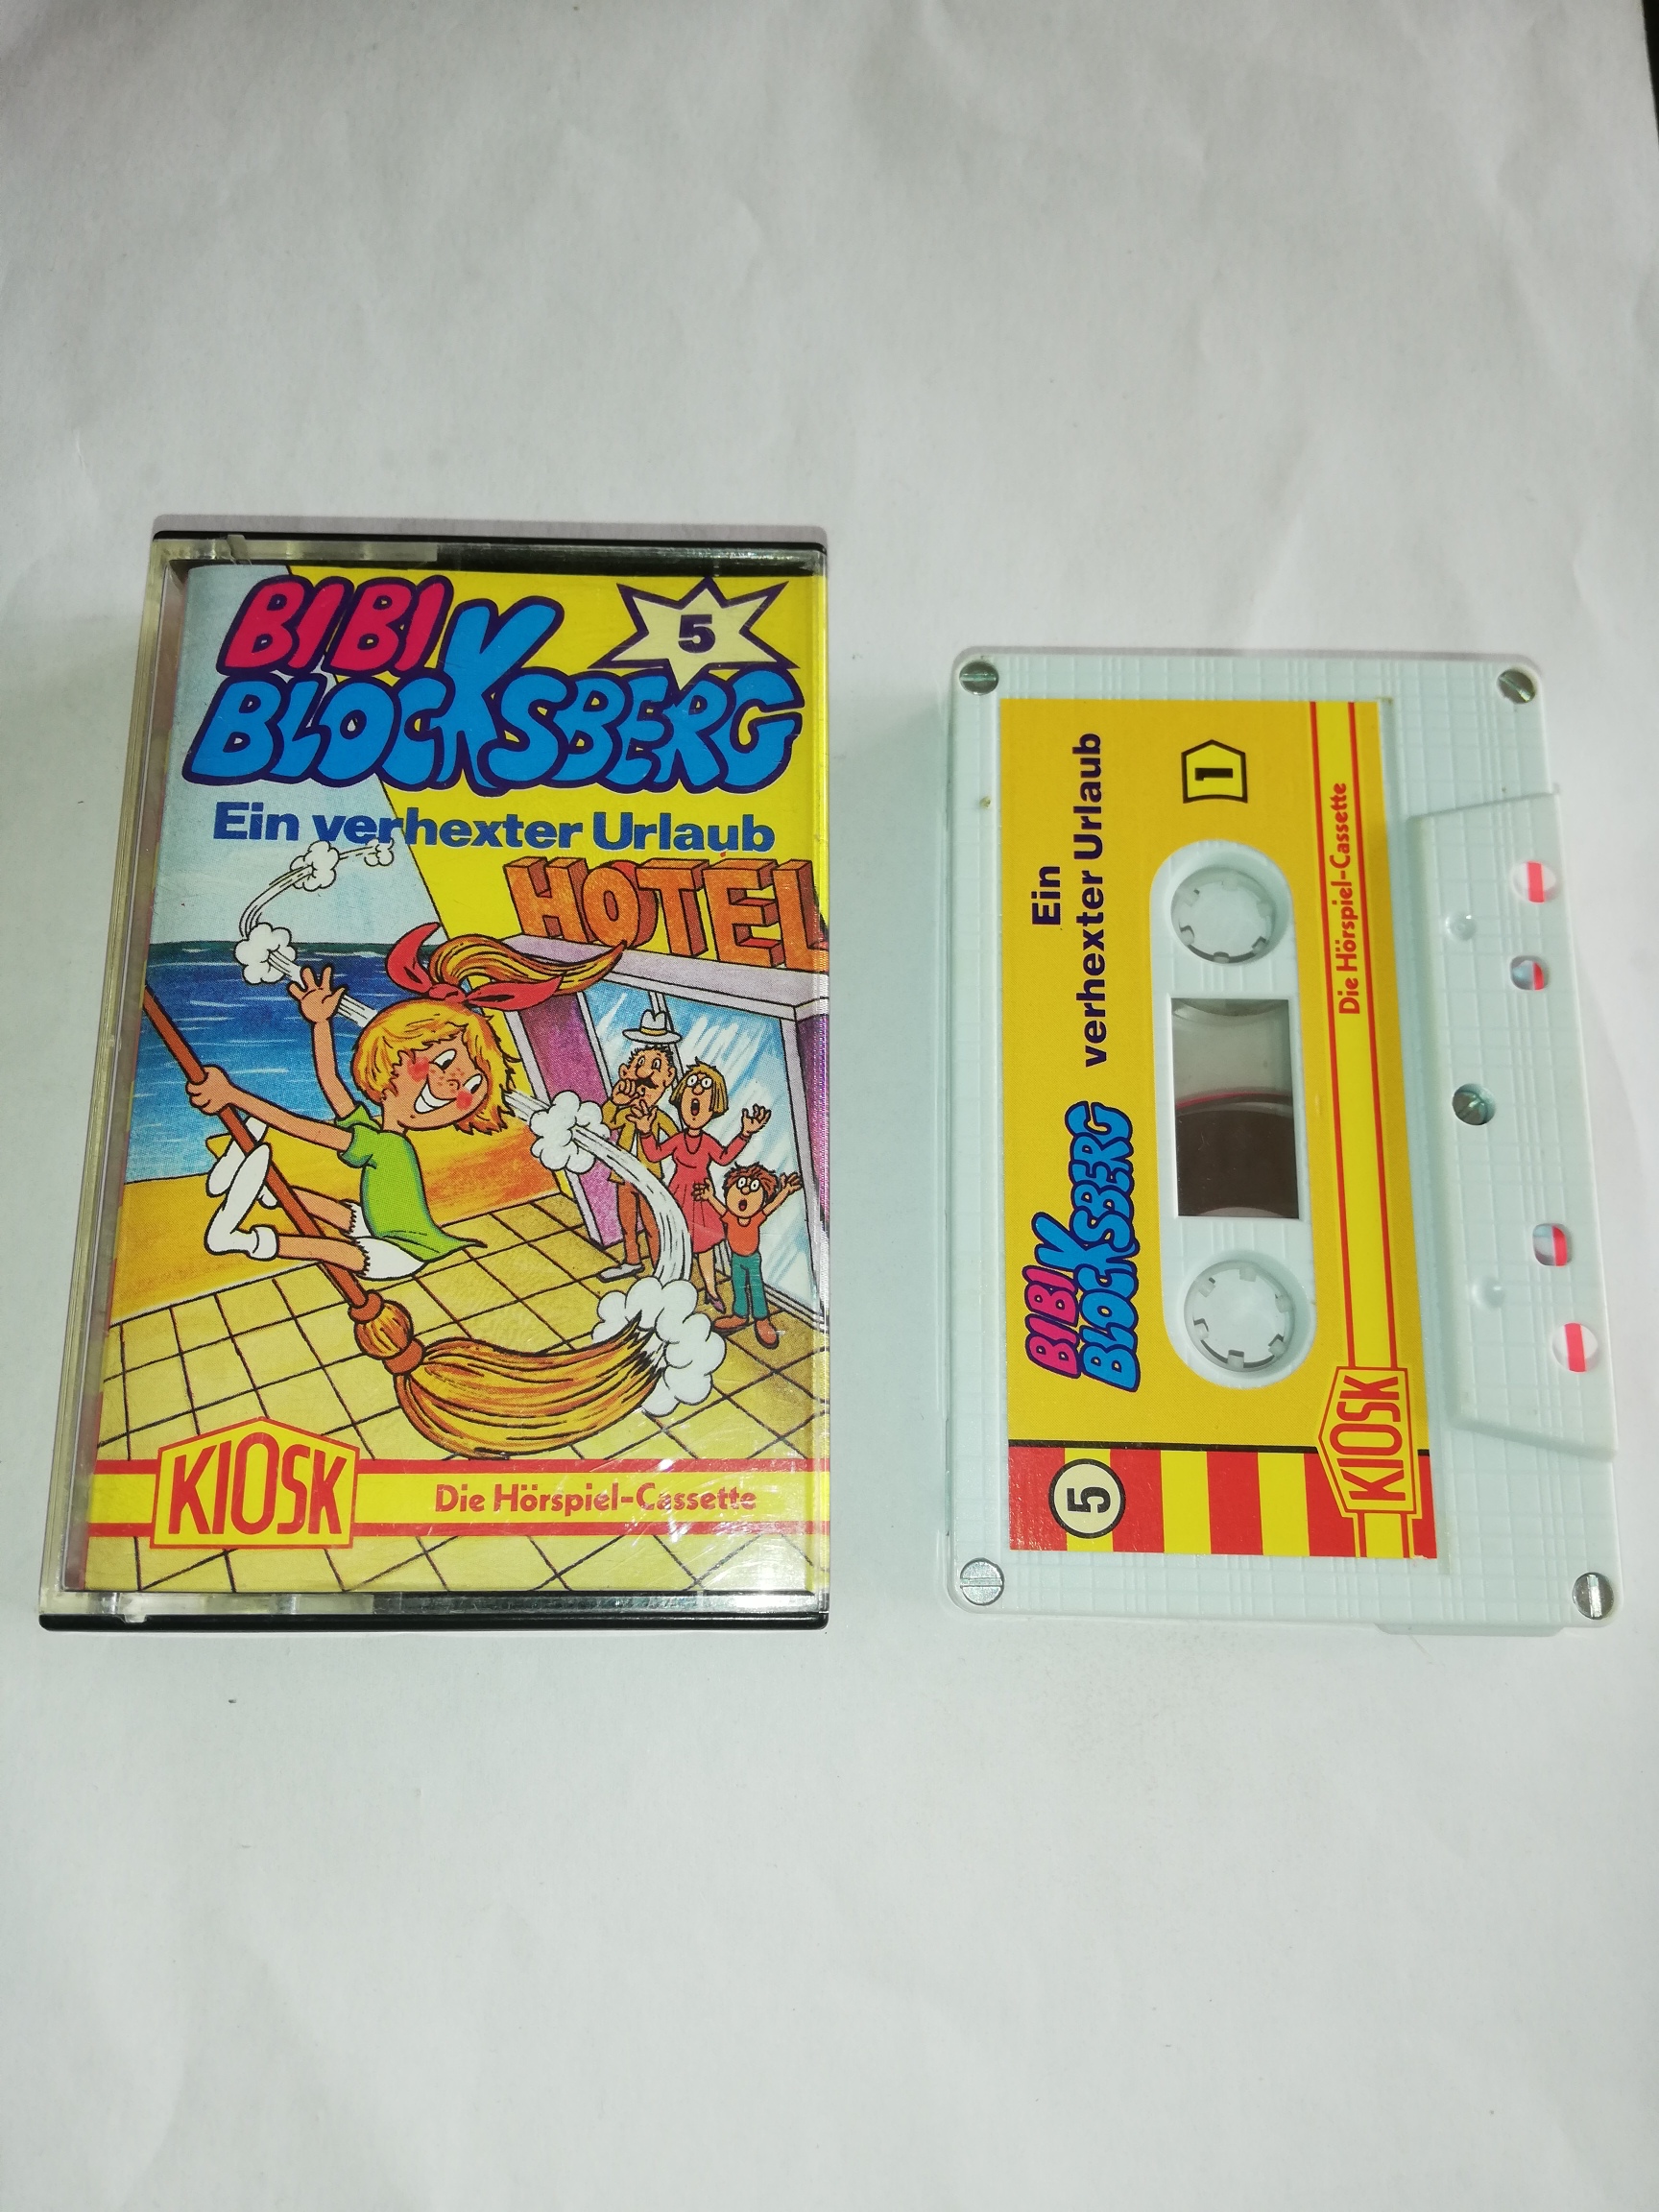 BIBI
BLOCKSBERG
5
Ein verhexter Urlaub
HOTEL
KIOSK
Die Hörspiel-Cassette
5
BIBI
BLOCKSBERG
Ein
verhexter Urlaub
1
KIOSK
Die Hörspiel-Cassette